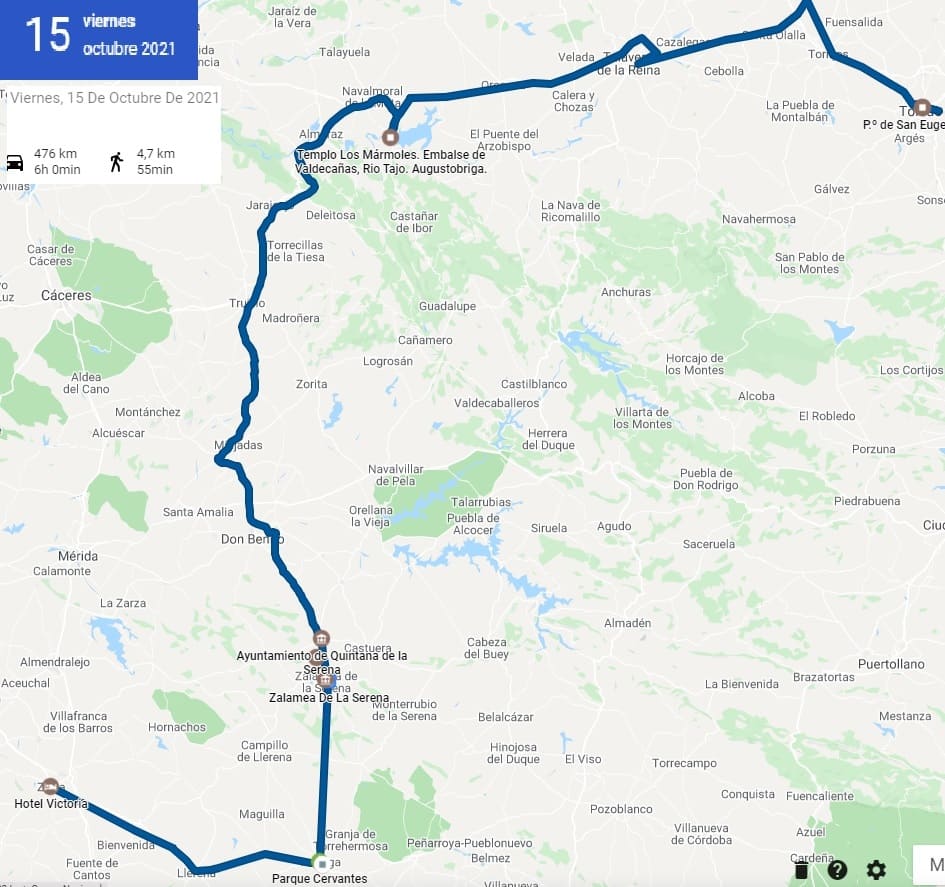 15
viernes
octubre 2021
Viernes, 15 De Octubre De 2021
476 km
6h 0min
4,7 km
55min
Jaraíz de
la Vera
Talayuela
Navalmoral
Velada
de la Reina
Cazalegas
Santa Olalla
Fuensalida
Cebolla
Calera y
Chozas
La Puebla de
Montalbán
P.º de San Euge
Argés
El Puente del
Arzobispo
Almaraz
Templo Los Mármoles. Embalse de
Valdecañas, Rio Tajo. Augustobriga.
Deleitosa
Castañar
de Ibor
La Nava de
Ricomalillo
Gálvez
Navahermosa
Sons
Casar de
Cáceres
Torrecillas
de la Tiesa
San Pablo de
los Montes
Cáceres
Guadalupe
Anchuras
Madroñera
Cañamero
Logrosán
Horcajo de
los Montes
Los Cortijos
Aldea
del Cano
Zorita
Castilblanco
Valdecaballeros
Alcoba
Montánchez
Villarta de
los Montes
El Robledo
Alcuéscar
Herrera
del Duque
Porzuna
Navalvillar
de Pela
Puebla de
Don Rodrigo
Talarrubias
Piedrabuena
Santa Amalia
Orellana
la Vieja
Puebla de
Alcocer
Siruela
Agudo
Ciuc
Saceruela
Mérida
Calamonte
La Zarza
Almadén
Castuera
Cabeza
del Buey
Ayuntamiento de Quintana de la
Serena
Almendralejo
Puertollano
Aceuchal
Zalamea De La Serena
Monterrubio
de la Serena
La Bienvenida
Brazatortas
Villafranca
de los Barros
Hornachos
Belalcázar
Mestanza
Campillo
de Llerena
Hinojosa
del Duque
El Viso
Torrecampo
Hotel Victoria
Conquista
Fuencaliente
Maguilla
Pozoblanco
Villanueva
de Córdoba
Azuel
Bienvenida
Granja de
Torrehermosa
Peñarroya-Pueblonuevo
Belmez
Cardeña
Fuente de
Cantos
Llerena
Parque Cervantes
Villanueva
M